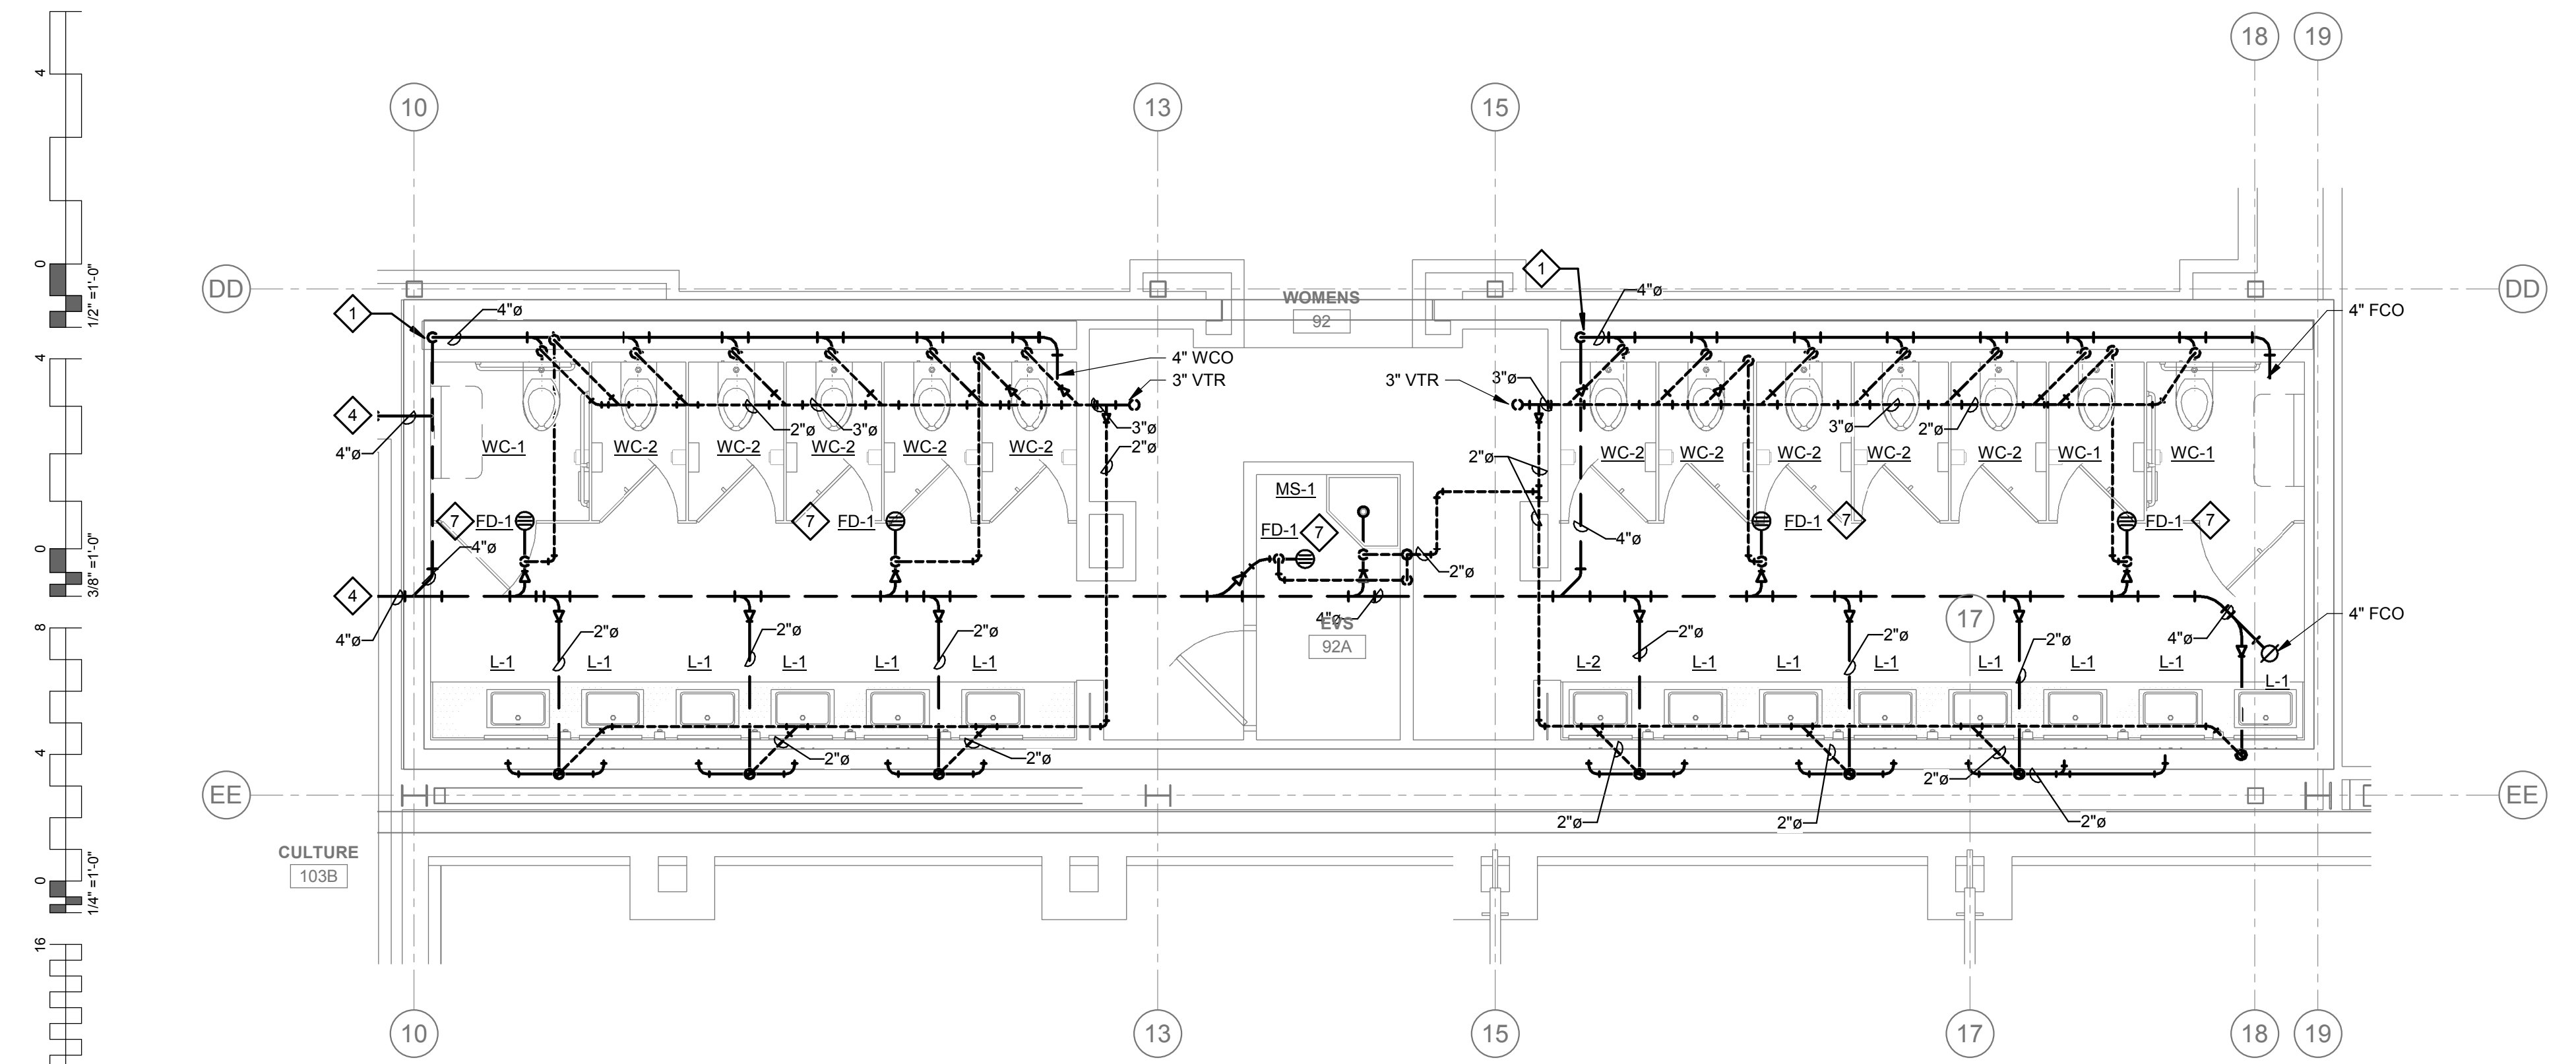 18 19
10 13 15
4
0
1/2" =1'-0"
4
0
3/8" =1'-0"
8
4
0
1/4" =1'-0"
16
DD DD
WOMENS
92
1 4"ø
1 4"ø
4" FCO
4" WCO
3" VTR
3" VTR 3"ø
4
4"ø
2"ø 3"ø 3"ø
2"ø
3"ø 2"ø
WC-1 WC-2 WC-2 WC-2 WC-2 WC-2
2"ø
WC-2 WC-2 WC-2 WC-2 WC-2 WC-1 WC-1
MS-1
7 FD-1 7 FD-1
FD-1 7
FD-1 7 FD-1 7
4"ø
4"ø
2"ø
4
4"ø
4"ø
EVS
92A
17
4" FCO
4"ø
2"ø 2"ø 2"ø
2"ø 2"ø 2"ø
L-1 L-1 L-1 L-1 L-1 L-1
L-2 L-1 L-1 L-1 L-1 L-1 L-1
L-1
2"ø 2"ø
2"ø
2"ø 2"ø 2"ø
EE EE
CULTURE
103B
10 13 15 17 18 19